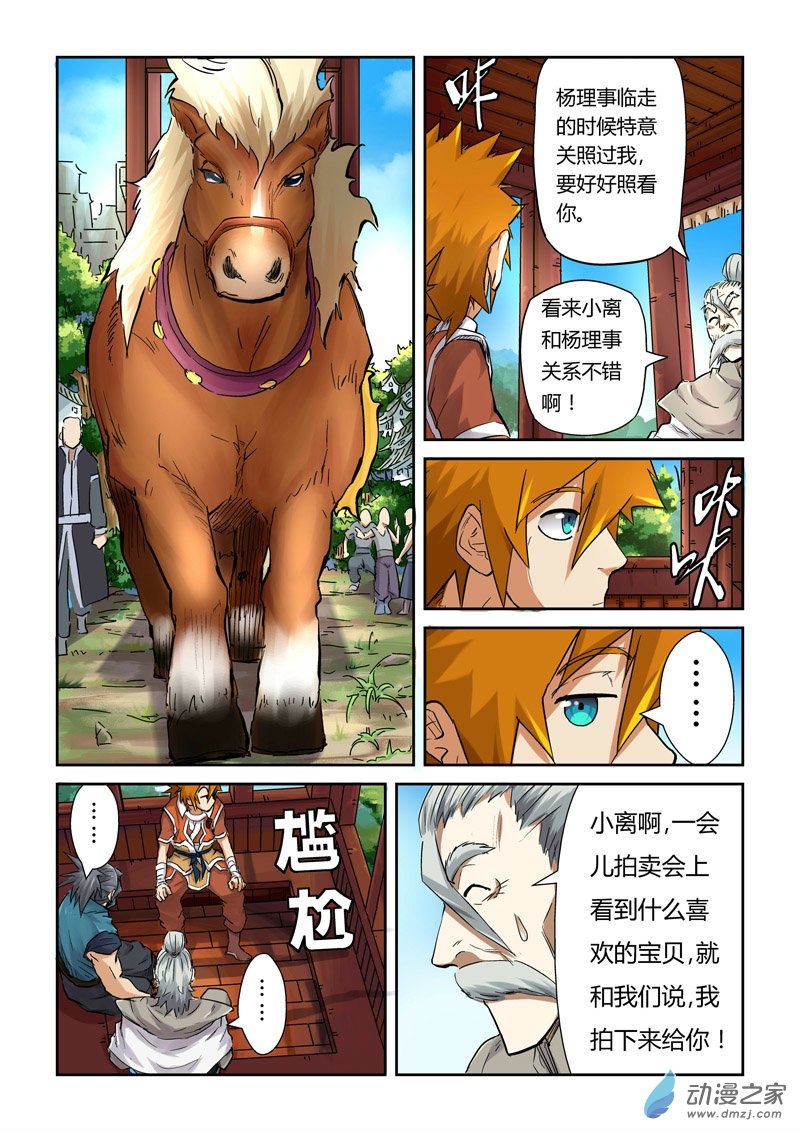 咔
杨理事临走
的时候特意
关照过我，
要好好照看
你。
看来小离
和杨理事
关系不错
啊！
咔
咔
……
……
尴
尬
……
小离啊，一会
儿拍卖会上
看到什么喜
欢的宝贝，就
和我们说，我
拍下来给你！
动漫之家
www.dmzj.com